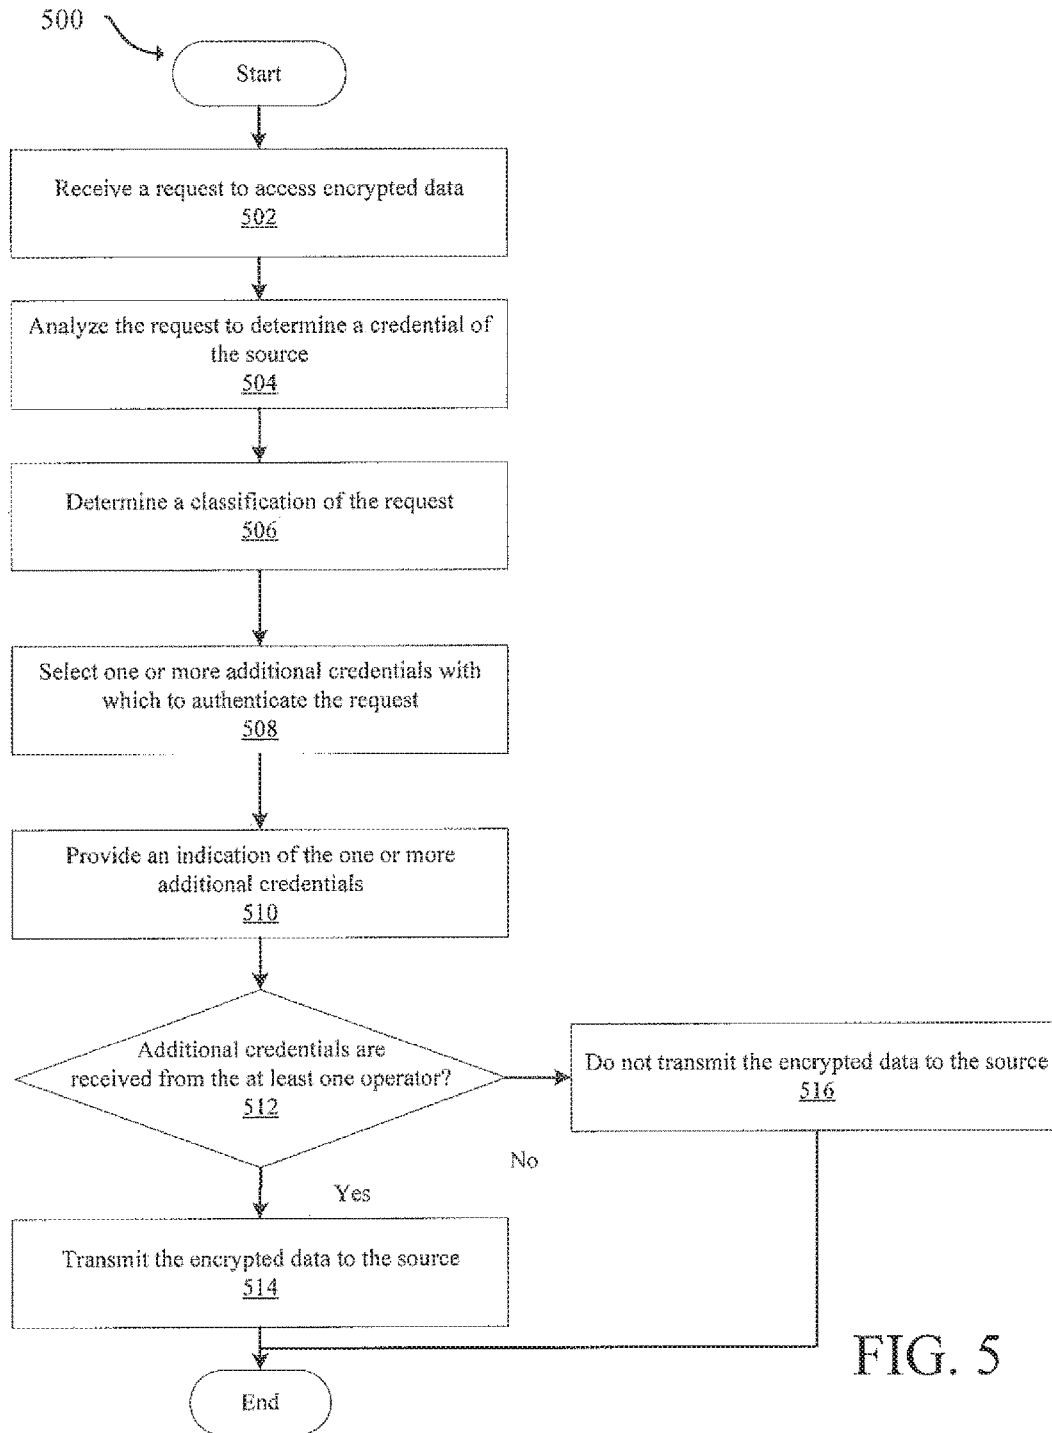 500
Start
Receive a request to access encrypted data
502
Analyze the request to determine a credential of
the source
504
Determine a classification of the request
506
Select one or more additional credentials with
which to authenticate the request
508
Provide an indication of the one or more
additional credentials
510
Additional credentials are
received from the at least one operator?
512
Do not transmit the encrypted data to the source
516
No
Yes
Transmit the encrypted data to the source
514
End
FIG. 5